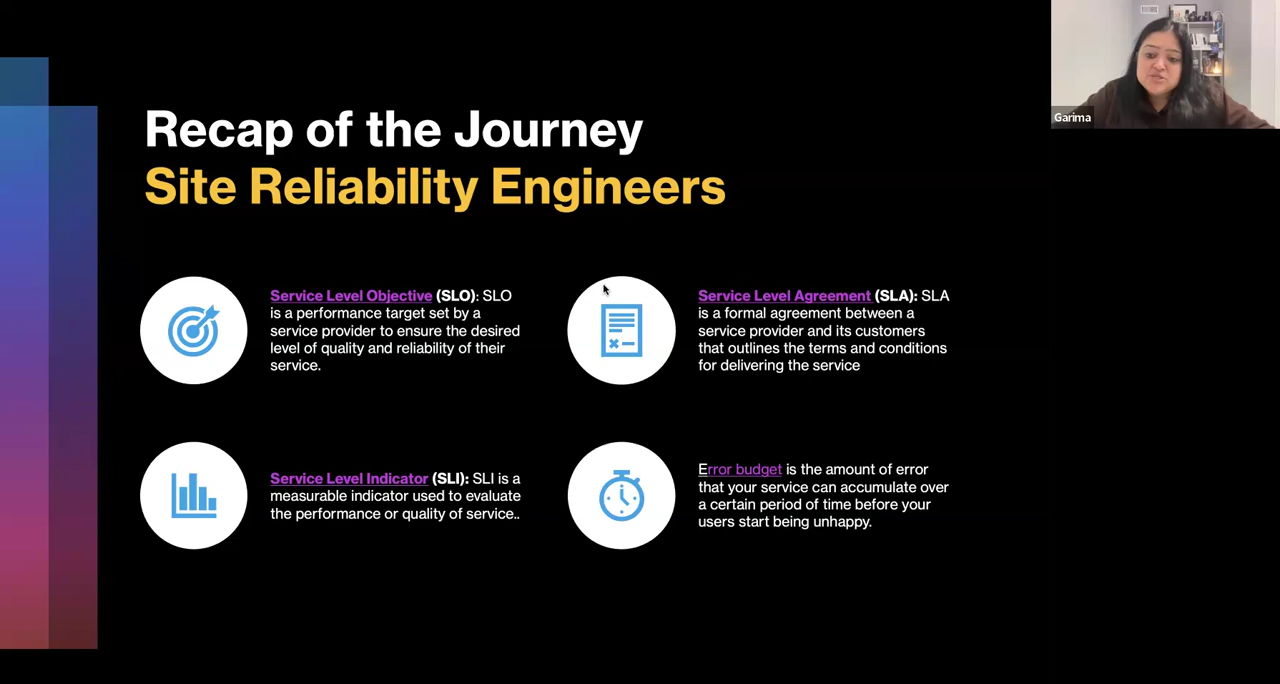 Garima
Recap of the Journey
Site Reliability Engineers
Service Level Objective (SLO): SLO
is a performance target set by a
service provider to ensure the desired
level of quality and reliability of their
service.
Service Level Agreement (SLA): SLA
is a formal agreement between a
service provider and its customers
that outlines the terms and conditions
for delivering the service
Service Level Indicator (SLI): SLI is a
measurable indicator used to evaluate
the performance or quality of service..
Error budget is the amount of error
that your service can accumulate over
a certain period of time before your
users start being unhappy.